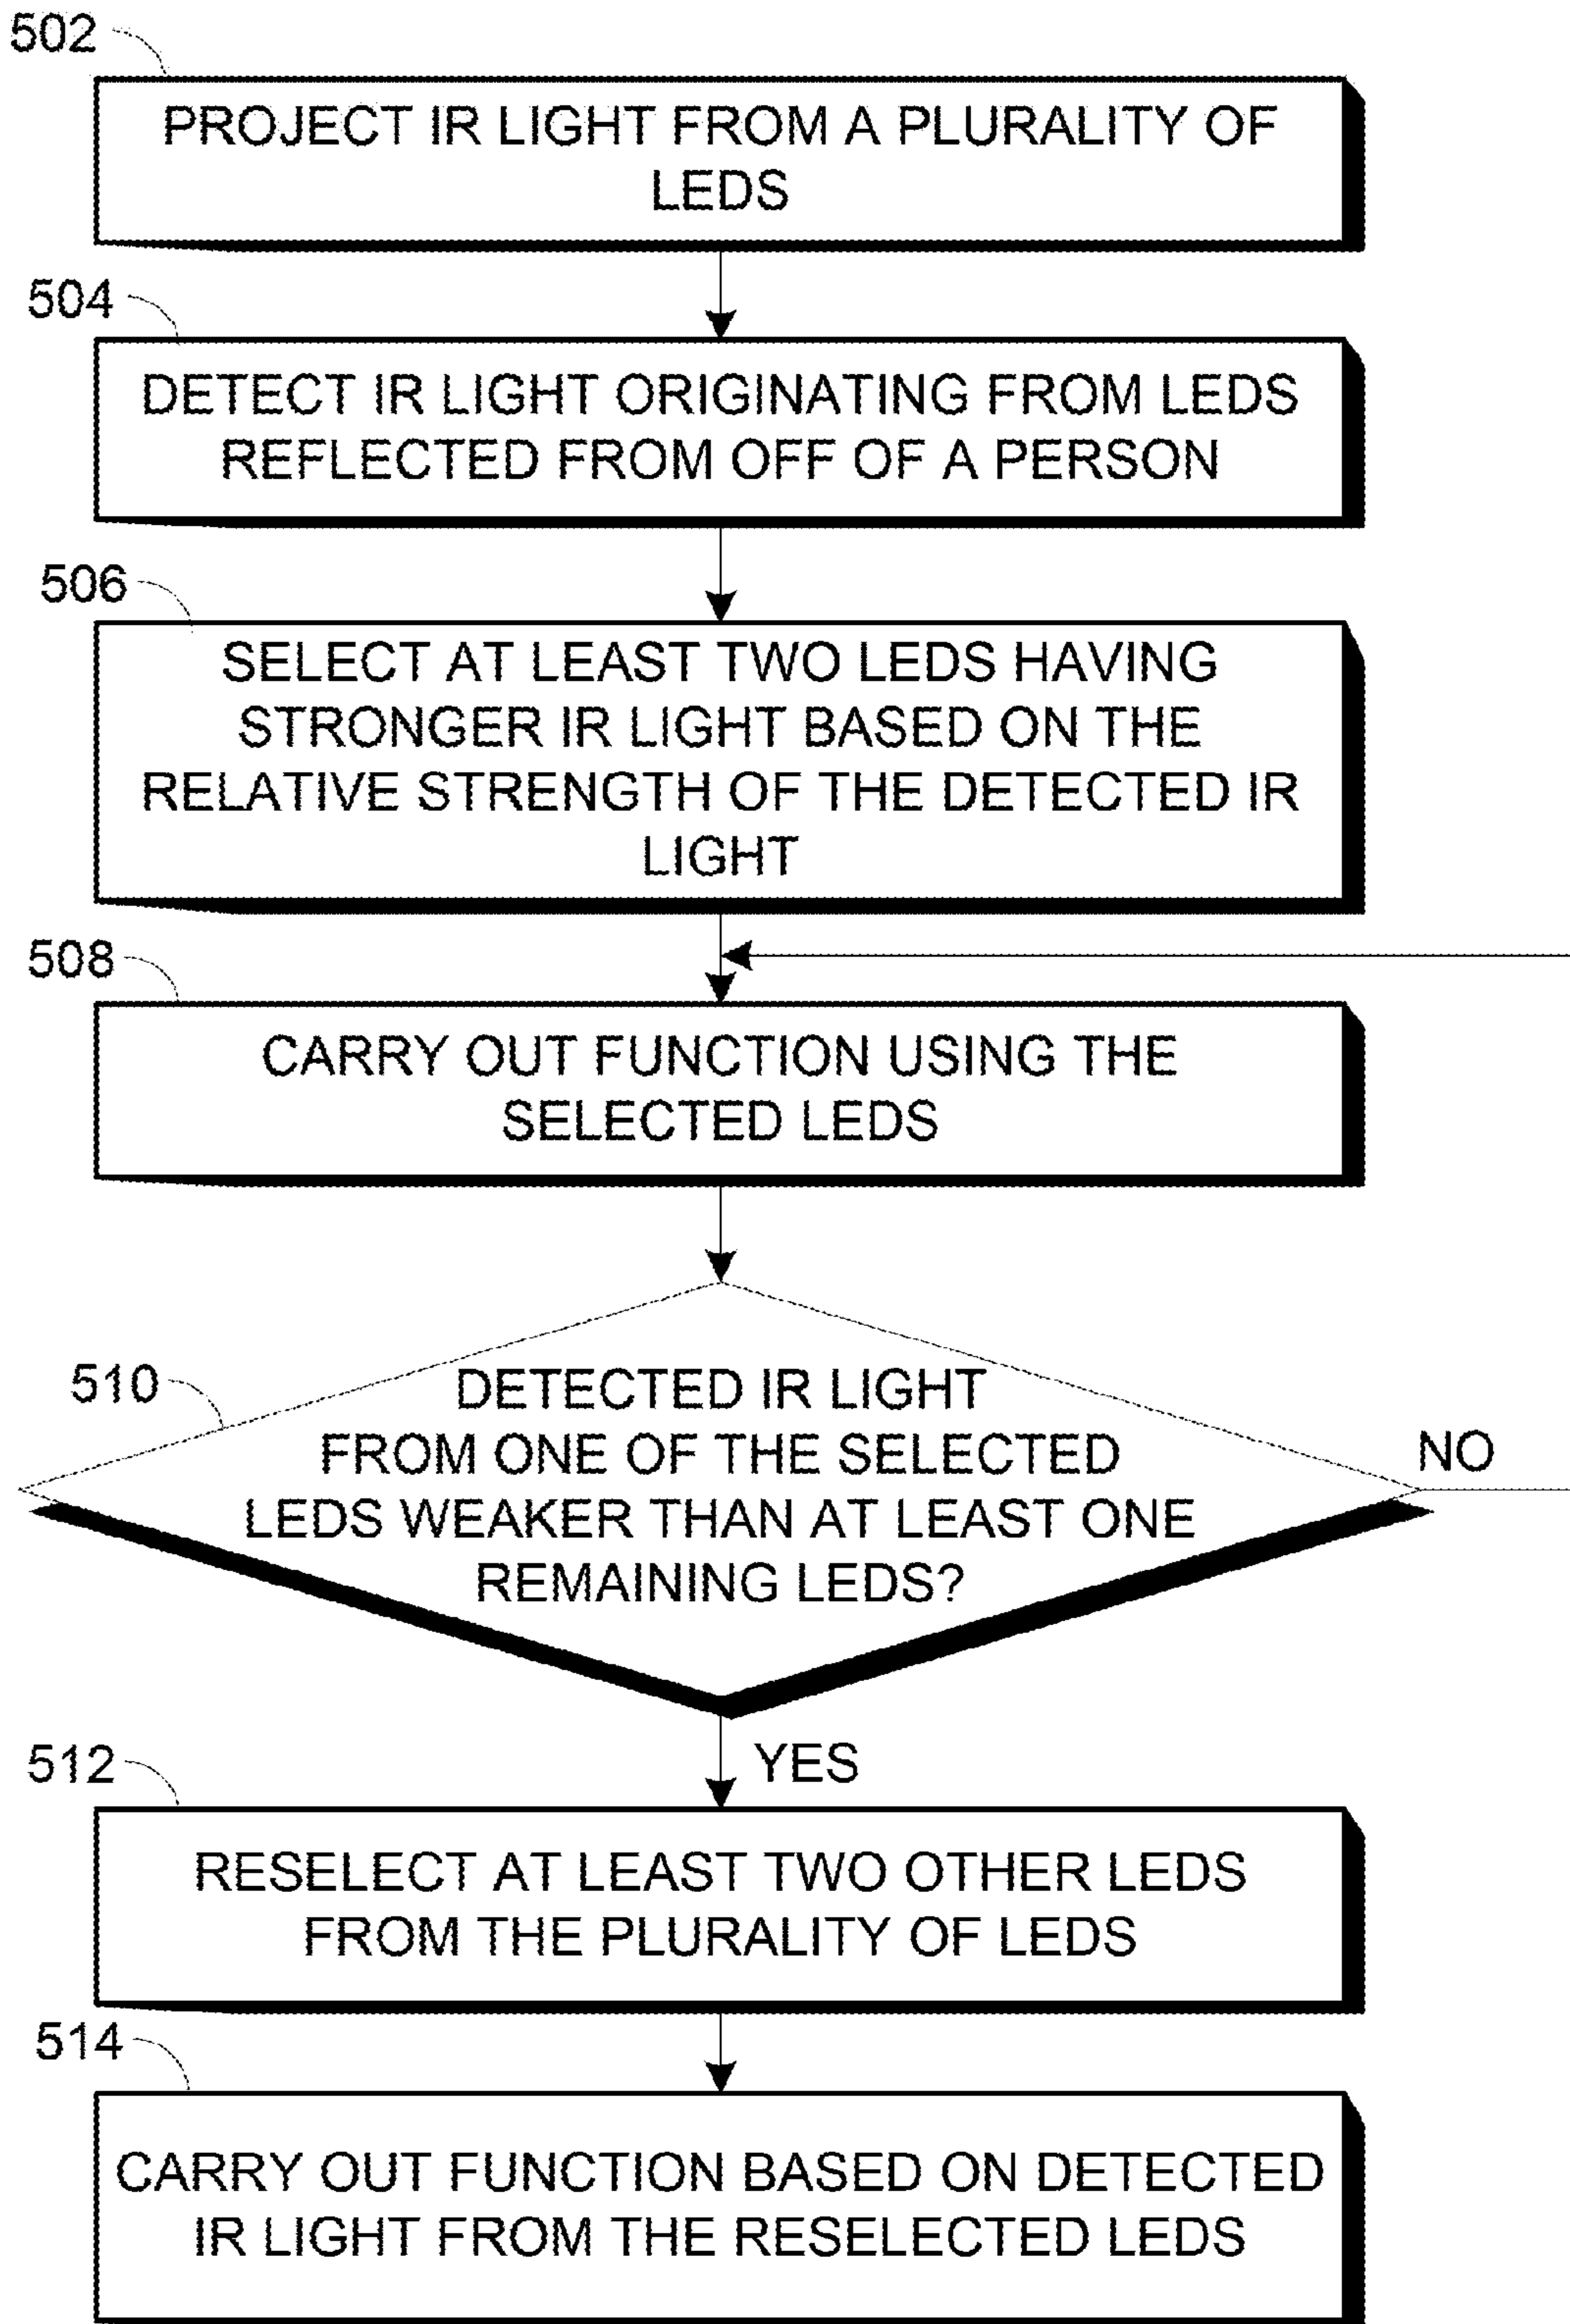 502
PROJECT IR LIGHT FROM A PLURALITY OF
LEDS
504
DETECT IR LIGHT ORIGINATING FROM LEDS
REFLECTED FROM OFF OF A PERSON
506
SELECT AT LEAST TWO LEDS HAVING
STRONGER IR LIGHT BASED ON THE
RELATIVE STRENGTH OF THE DETECTED IR
LIGHT
508
CARRY OUT FUNCTION USING THE
SELECTED LEDS
510
DETECTED IR LIGHT
FROM ONE OF THE SELECTED
LEDS WEAKER THAN AT LEAST ONE
REMAINING LEDS?
NO
YES
512
RESELECT AT LEAST TWO OTHER LEDS
FROM THE PLURALITY OF LEDS
514
CARRY OUT FUNCTION BASED ON DETECTED
IR LIGHT FROM THE RESELECTED LEDS